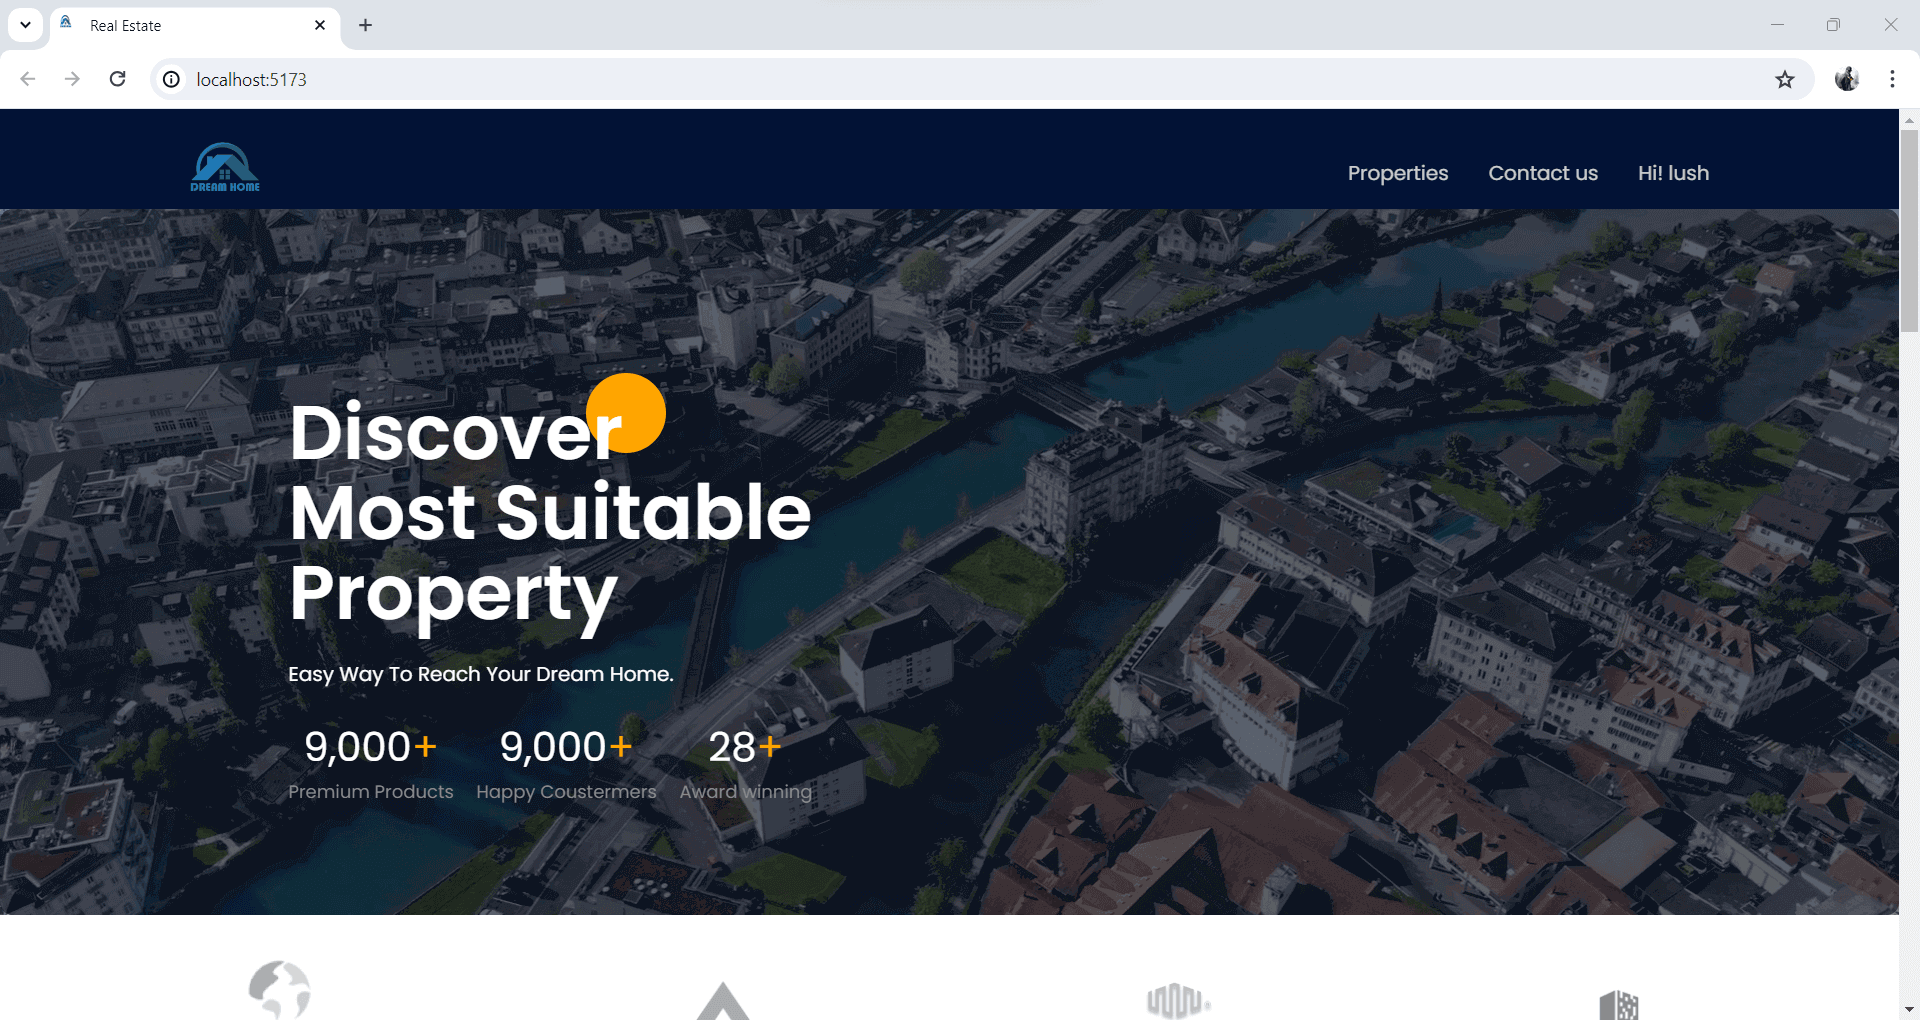 Real Estate
localhost:5173
DREAM HOME
Properties Contact us Hi! lush
Discover
Most Suitable
Property
Easy Way To Reach Your Dream Home.
9,000+ 9,000+ 28+
Premium Products Happy Coustermers Award winning